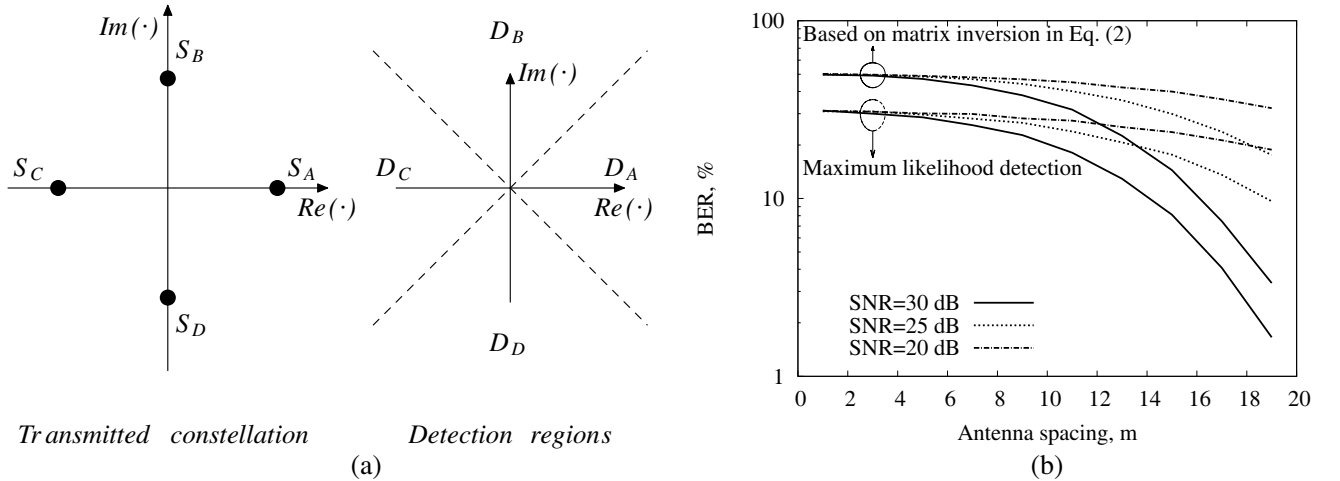 Im(·)
S_B
S_C
S_A
Re(·)
S_D
Transmitted constellation
D_B
Im(·)
D_C
D_A
Re(·)
D_D
Detection regions
(a)
100
10
1
BER, %
Based on matrix inversion in Eq. (2)
Maximum likelihood detection
SNR=30 dB
SNR=25 dB
SNR=20 dB
0 2 4 6 8 10 12 14 16 18 20
Antenna spacing, m
(b)